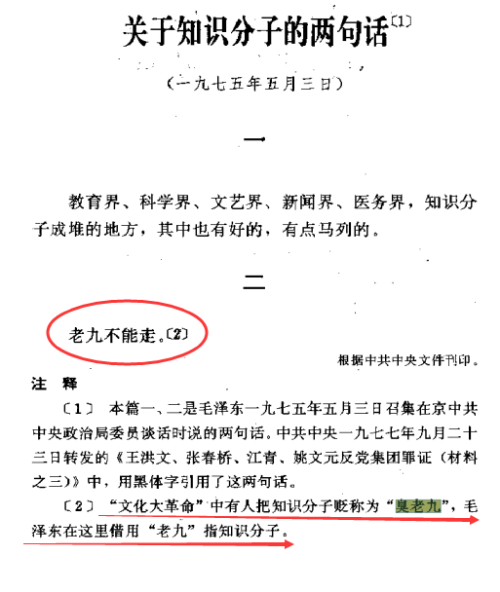 关于知识分子的两句话〔1〕
（一九七五年五月三日）
一
教育界、科学界、文艺界、新闻界、医务界，知识分
子成堆的地方，其中也有好的，有点马列的。
二
老九不能走。〔2〕
根据中共中央文件刊印。
注 释
〔1〕 本篇一、二是毛泽东一九七五年五月三日召集在京中共
中央政治局委员谈话时说的两句话。中共中央一九七七年九月二十
三日转发的《王洪文、张春桥、江青、姚文元反党集团罪证（材料
之三）》中，用黑体字引用了这两句话。
〔2〕 “文化大革命”中有人把知识分子贬称为“臭老九”，毛
泽东在这里借用“老九”指知识分子。